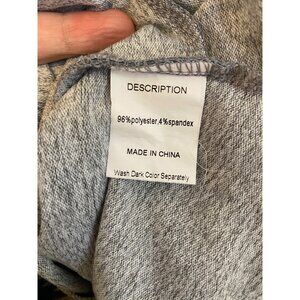 DESCRIPTION
96%polyester,4%spandex
MADE IN CHINA
Wash Dark Color Separately